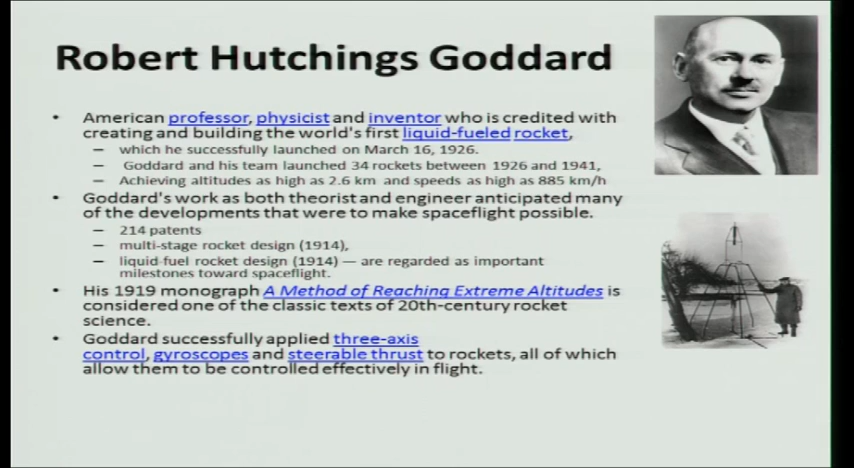 Robert Hutchings Goddard
• American professor, physicist and inventor who is credited with
creating and building the world's first liquid-fueled rocket,
– which he successfully launched on March 16, 1926.
– Goddard and his team launched 34 rockets between 1926 and 1941,
– Achieving altitudes as high as 2.6 km and speeds as high as 885 km/h
• Goddard's work as both theorist and engineer anticipated many
of the developments that were to make spaceflight possible.
– 214 patents
– multi-stage rocket design (1914),
– liquid-fuel rocket design (1914) — are regarded as important
milestones toward spaceflight.
• His 1919 monograph A Method of Reaching Extreme Altitudes is
considered one of the classic texts of 20th-century rocket
science.
• Goddard successfully applied three-axis
control, gyroscopes and steerable thrust to rockets, all of which
allow them to be controlled effectively in flight.